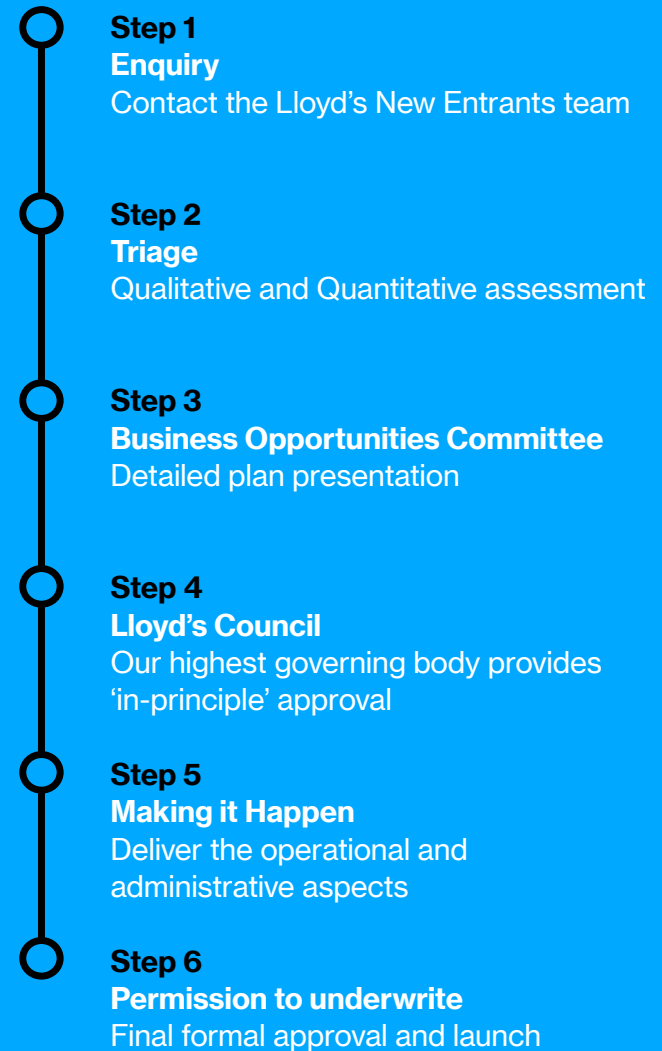 Step 1
Enquiry
Contact the Lloyd’s New Entrants team
Step 2
Triage
Qualitative and Quantitative assessment
Step 3
Business Opportunities Committee
Detailed plan presentation
Step 4
Lloyd’s Council
Our highest governing body provides
‘in-principle’ approval
Step 5
Making it Happen
Deliver the operational and
administrative aspects
Step 6
Permission to underwrite
Final formal approval and launch